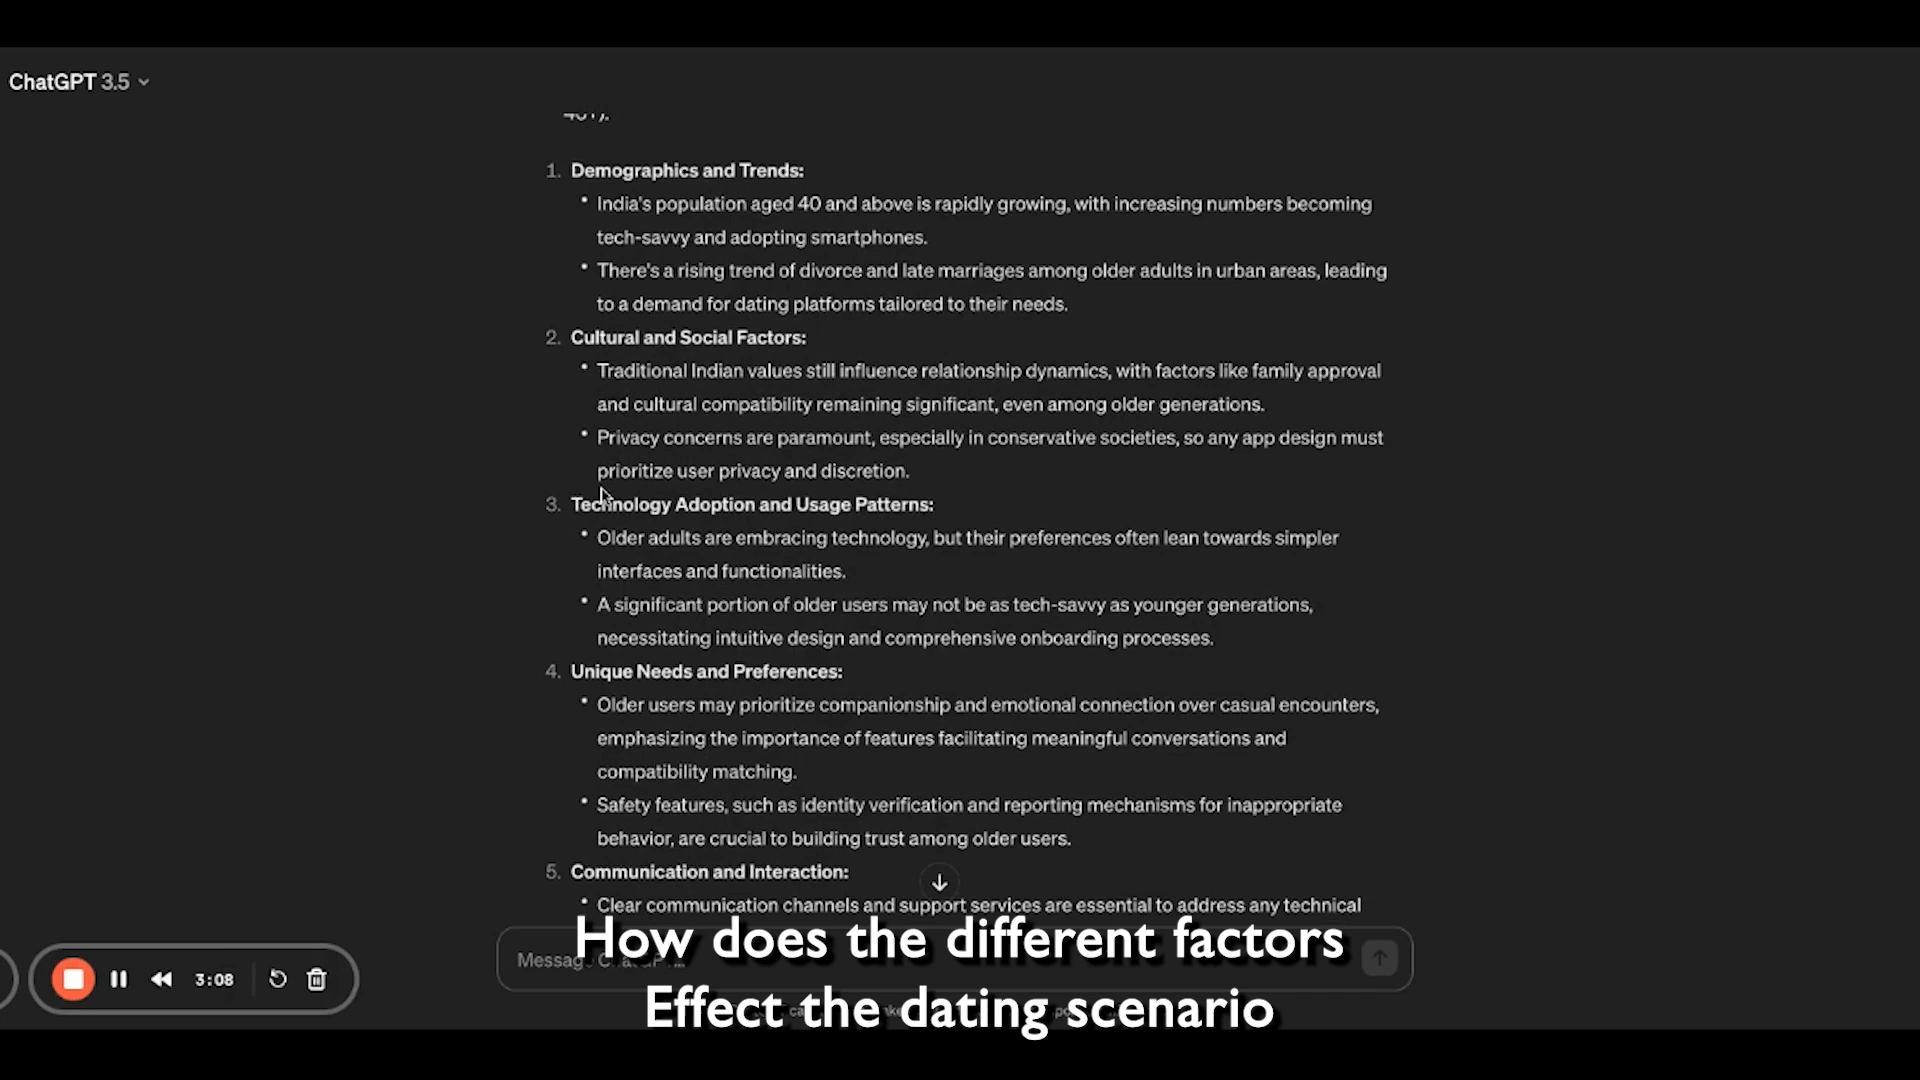 ChatGPT 3.5
40+).
1. Demographics and Trends:
• India's population aged 40 and above is rapidly growing, with increasing numbers becoming
tech-savvy and adopting smartphones.
• There's a rising trend of divorce and late marriages among older adults in urban areas, leading
to a demand for dating platforms tailored to their needs.
2. Cultural and Social Factors:
• Traditional Indian values still influence relationship dynamics, with factors like family approval
and cultural compatibility remaining significant, even among older generations.
• Privacy concerns are paramount, especially in conservative societies, so any app design must
prioritize user privacy and discretion.
3. Technology Adoption and Usage Patterns:
• Older adults are embracing technology, but their preferences often lean towards simpler
interfaces and functionalities.
• A significant portion of older users may not be as tech-savvy as younger generations,
necessitating intuitive design and comprehensive onboarding processes.
4. Unique Needs and Preferences:
• Older users may prioritize companionship and emotional connection over casual encounters,
emphasizing the importance of features facilitating meaningful conversations and
compatibility matching.
• Safety features, such as identity verification and reporting mechanisms for inappropriate
behavior, are crucial to building trust among older users.
5. Communication and Interaction:
• Clear communication channels and support services are essential to address any technical
How does the different factors
Message ChatGPT...
3:08
Effect the dating scenario